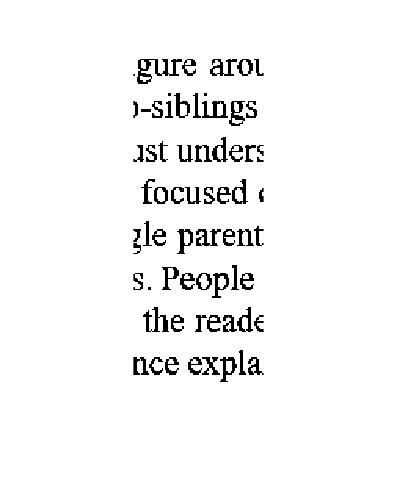 gure arou
o-siblings
ust unders
focused
gle parent
s. People
the reade
nce expla